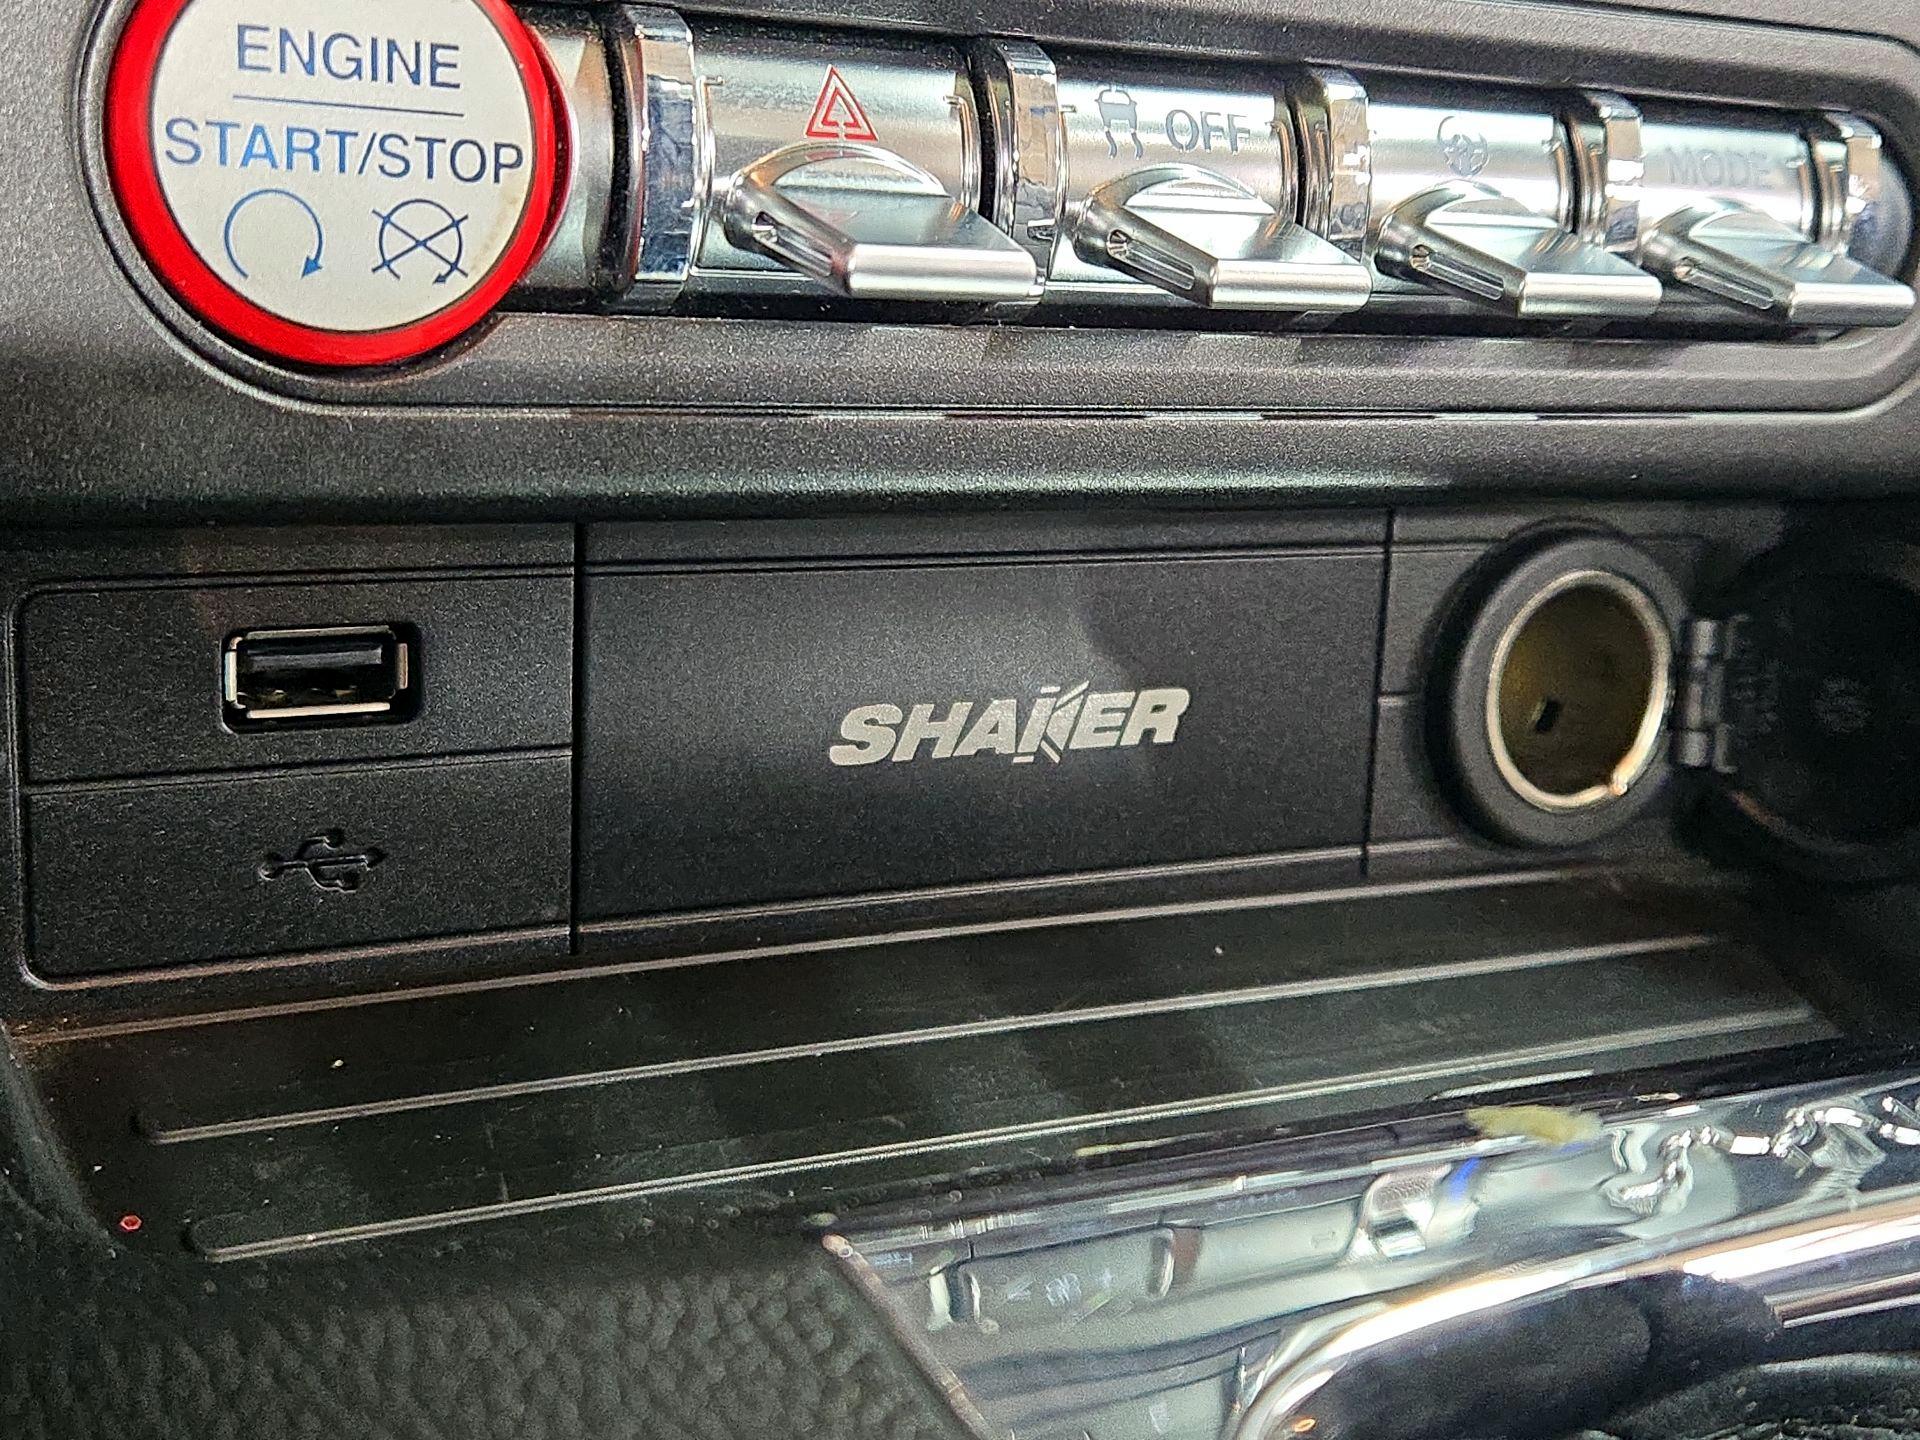 ENGINE
START/STOP
OFF
MODE
SHAKER